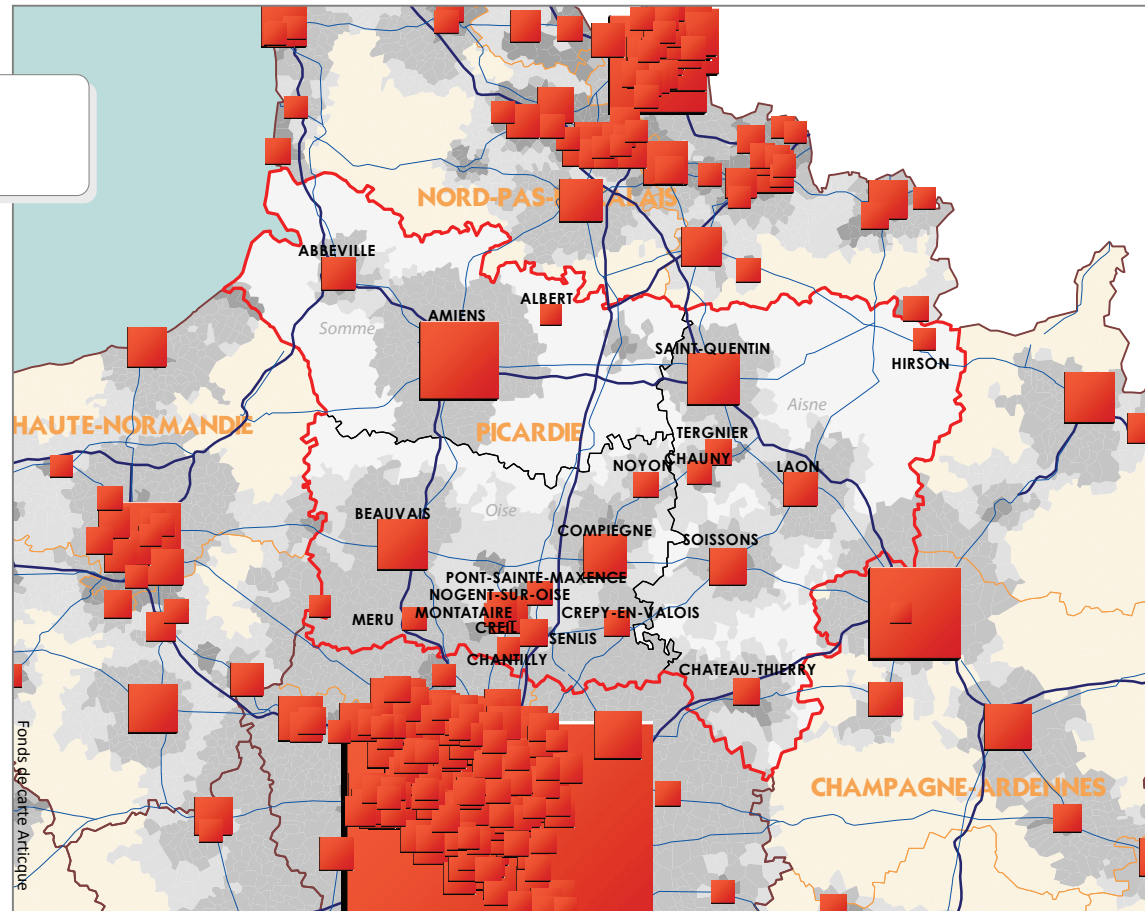 NORD-PAS-DE-CALAIS
ABBEVILLE
ALBERT
AMIENS
Somme
SAINT-QUENTIN
HIRSON
Aisne
HAUTE-NORMANDIE
PICARDIE
TERGNIER
CHAUNY
NOYON
LAON
BEAUVAIS
Oise
COMPIEGNE
SOISSONS
PONT-SAINTE-MAXENCE
NOGENT-SUR-OISE
MERU
MONTATAIRE
CREPY-EN-VALOIS
CREIL
SENLIS
CHANTILLY
CHATEAU-THIERRY
CHAMPAGNE-ARDENNES
Fonds de carte Articque